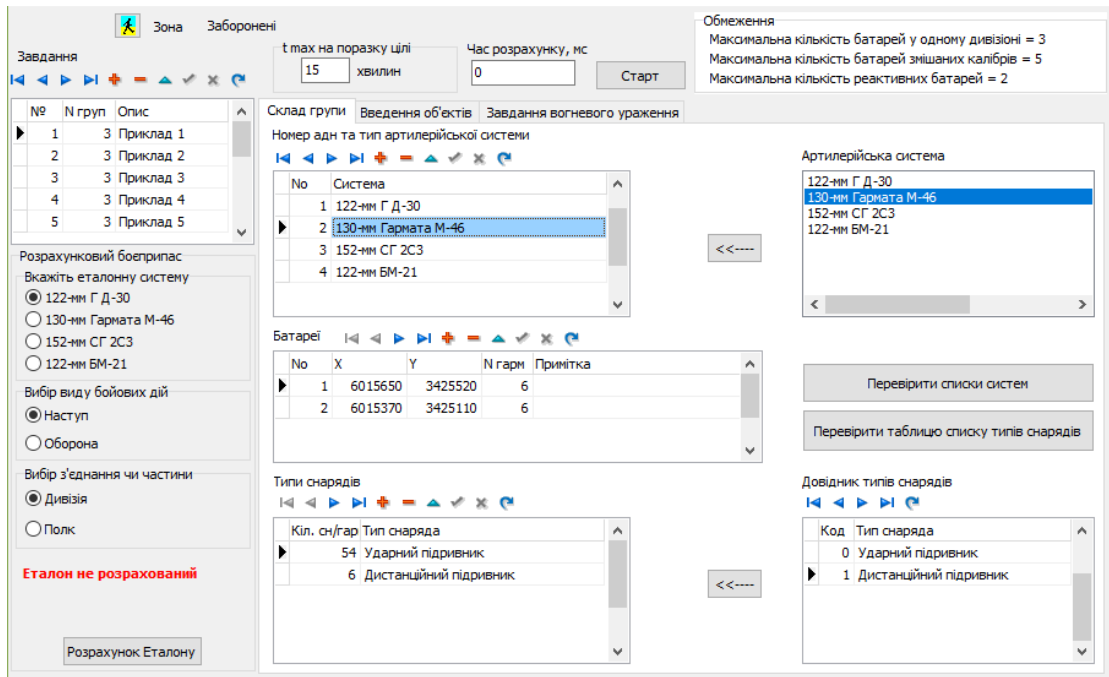 Зона Заборонені
Завдання
№ N груп Опис
1 3 Приклад 1
2 3 Приклад 2
3 3 Приклад 3
4 3 Приклад 4
5 3 Приклад 5
Розрахунковий боєприпас
Вкажіть еталонну систему
122-мм Г Д-30
130-мм Гармата М-46
152-мм СГ 2С3
122-мм БМ-21
Вибір виду бойових дій
Наступ
Оборона
Вибір з'єднання чи частини
Дивізія
Полк
Еталон не розрахований
Розрахунок Еталону
t max на поразку цілі
15 хвилин
Час розрахунку, мс
0
Старт
Обмеження
Максимальна кількість батарей у одному дивізіоні = 3
Максимальна кількість батарей змішаних калібрів = 5
Максимальна кількість реактивних батарей = 2
Склад групи Введення об'єктів Завдання вогневого ураження
Номер адн та тип артилерійської системи
No Система
1 122-мм Г Д-30
2 130-мм Гармата М-46
3 152-мм СГ 2С3
4 122-мм БМ-21
<<----
Артилерійська система
122-мм Г Д-30
130-мм Гармата М-46
152-мм СГ 2С3
122-мм БМ-21
Батареї
No X Y N гарм Примітка
1 6015650 3425520 6
2 6015370 3425110 6
Перевірити списки систем
Перевірити таблицю списку типів снарядів
Типи снарядів
Кіл. сн/гар Тип снаряда
54 Ударний підривник
6 Дистанційний підривник
<<----
Довідник типів снарядів
Код Тип снаряда
0 Ударний підривник
1 Дистанційний підривник